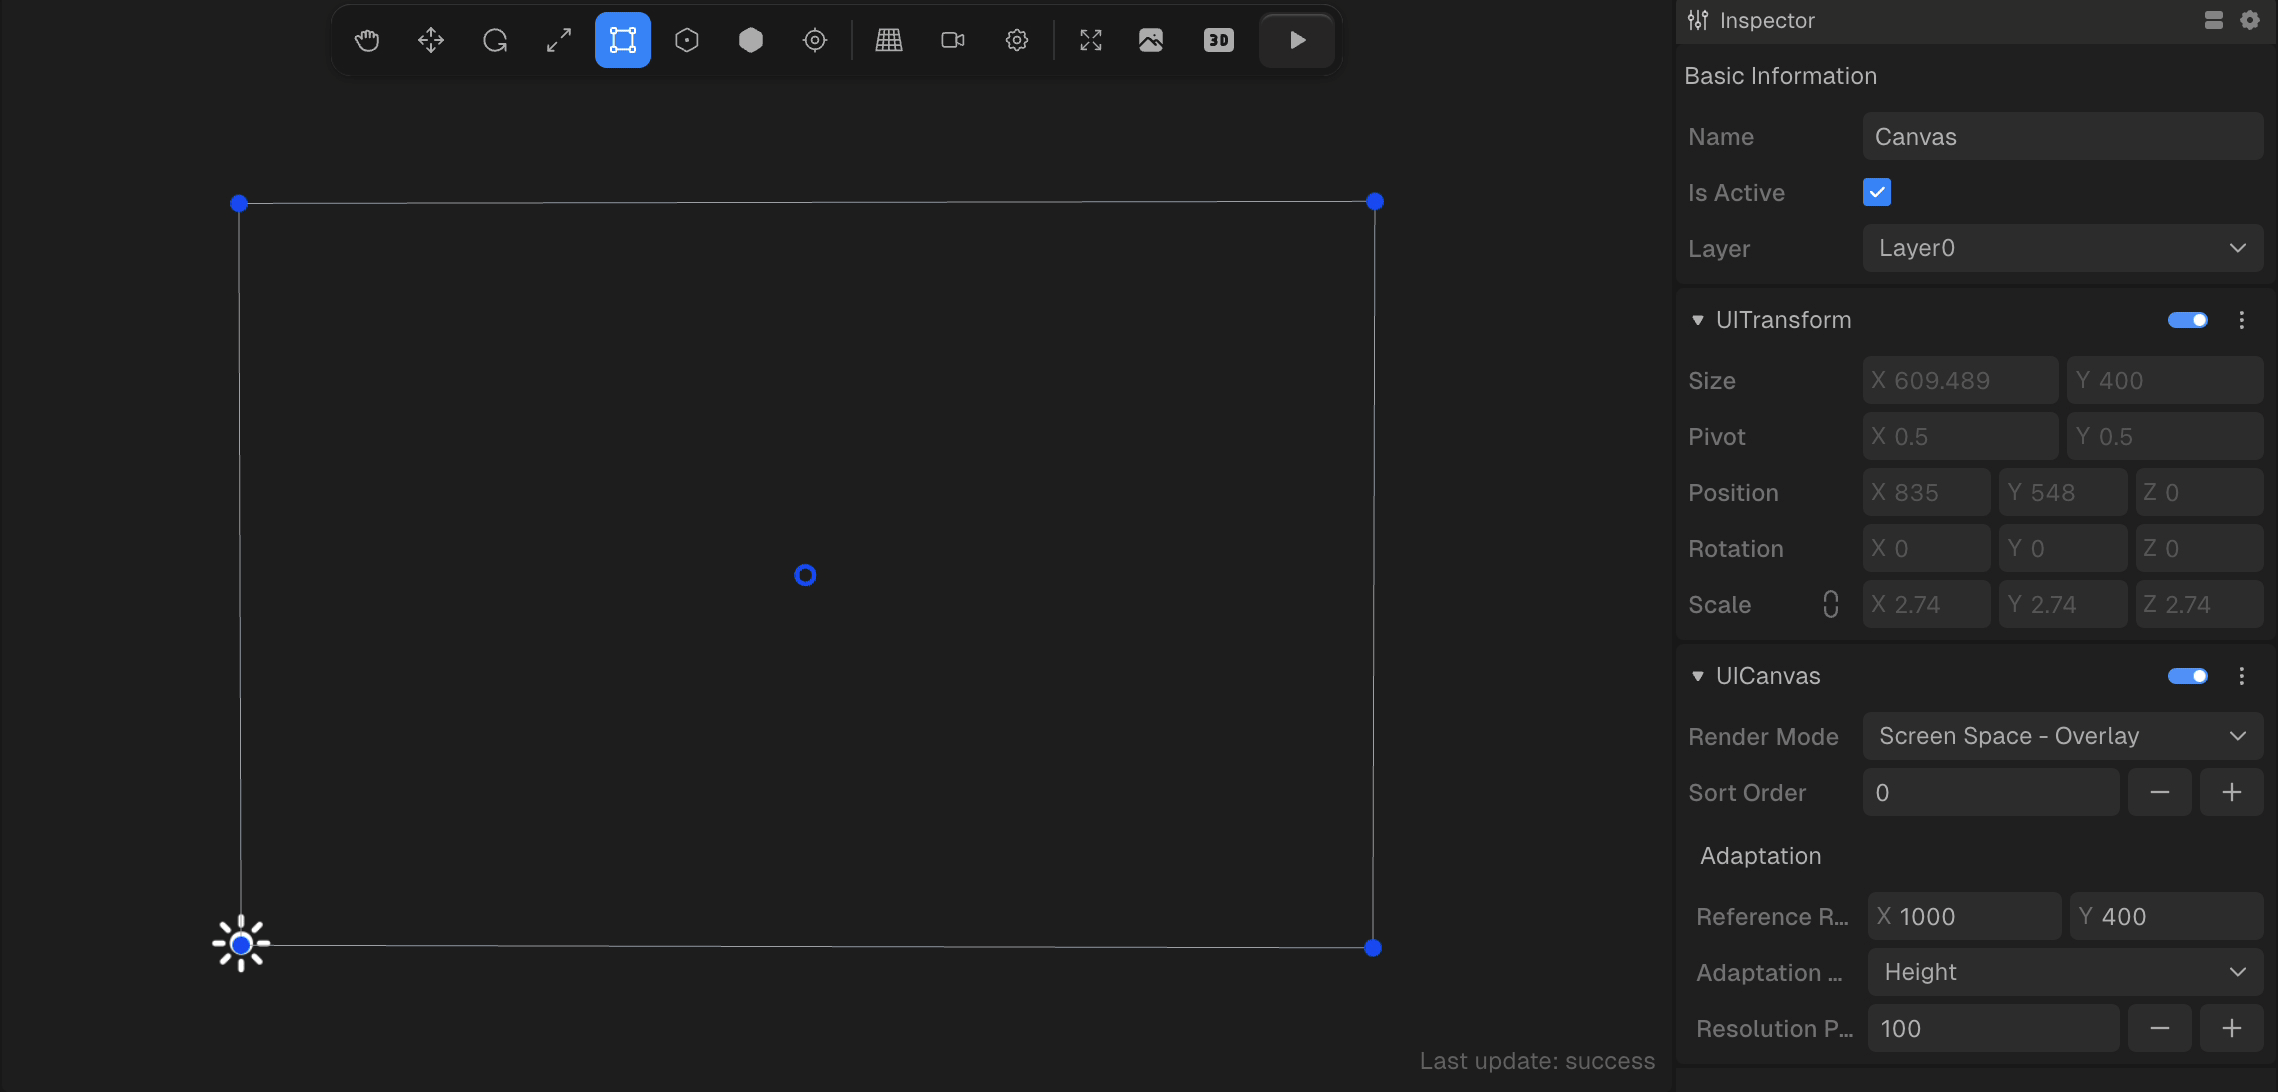 3D
Inspector
Basic Information
Name Canvas
Is Active
Layer Layer0
UITransform
Size X 609.489 Y 400
Pivot X 0.5 Y 0.5
Position X 835 Y 548 Z 0
Rotation X 0 Y 0 Z 0
Scale X 2.74 Y 2.74 Z 2.74
UICanvas
Render Mode Screen Space - Overlay
Sort Order 0
Adaptation
Reference R... X 1000 Y 400
Adaptation ... Height
Resolution P... 100
Last update: success